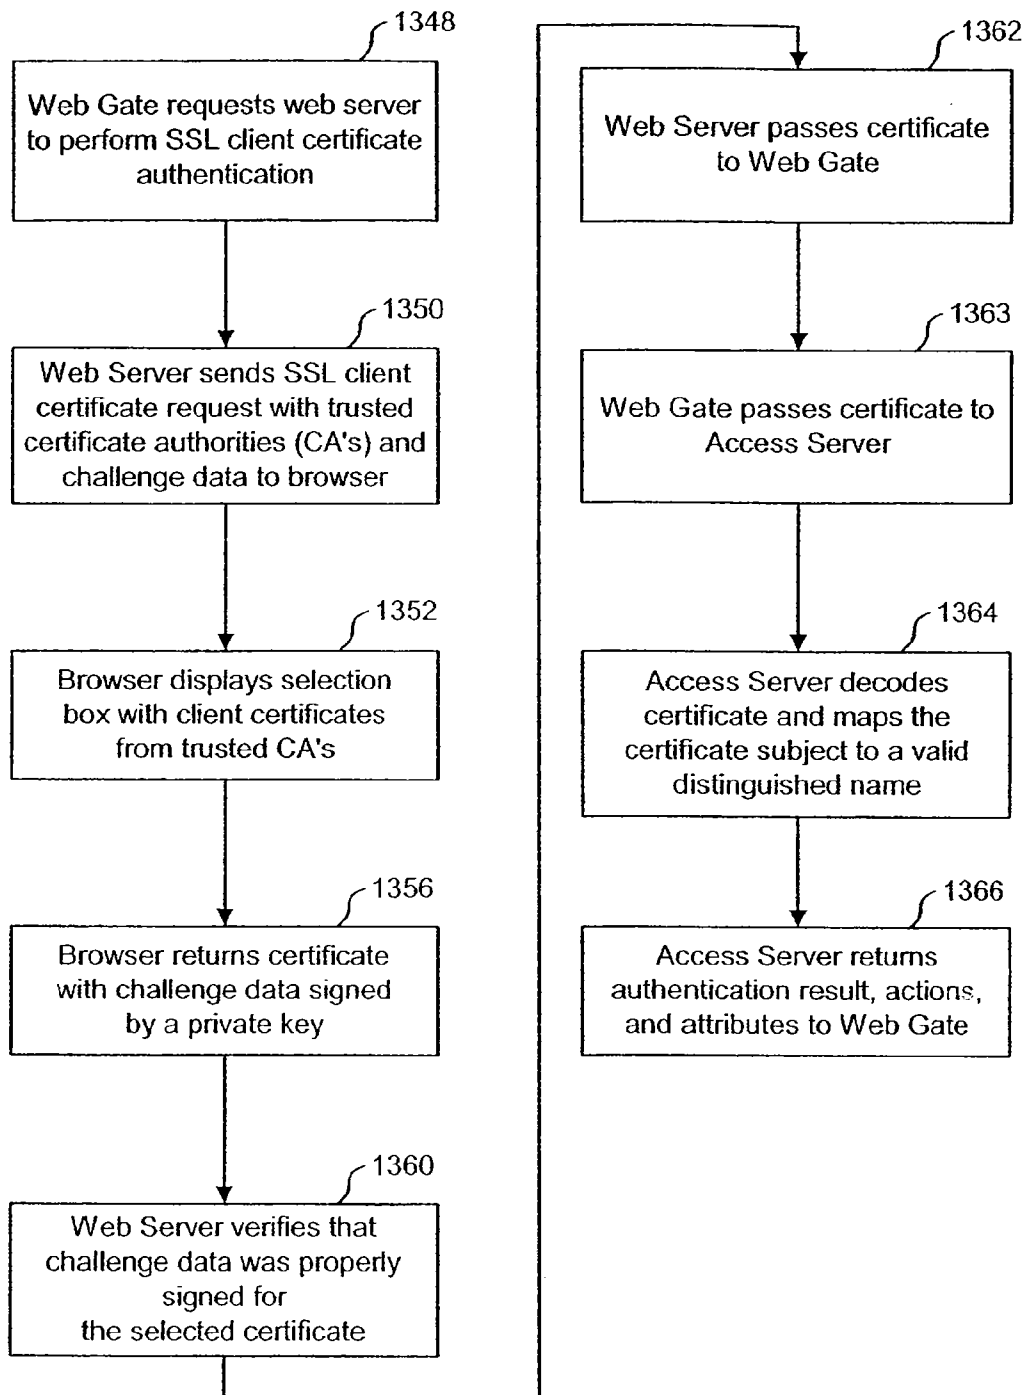 1348
Web Gate requests web server
to perform SSL client certificate
authentication
1350
Web Server sends SSL client
certificate request with trusted
certificate authorities (CA's) and
challenge data to browser
1352
Browser displays selection
box with client certificates
from trusted CA's
1356
Browser returns certificate
with challenge data signed
by a private key
1360
Web Server verifies that
challenge data was properly
signed for
the selected certificate
1362
Web Server passes certificate
to Web Gate
1363
Web Gate passes certificate to
Access Server
1364
Access Server decodes
certificate and maps the
certificate subject to a valid
distinguished name
1366
Access Server returns
authentication result, actions,
and attributes to Web Gate